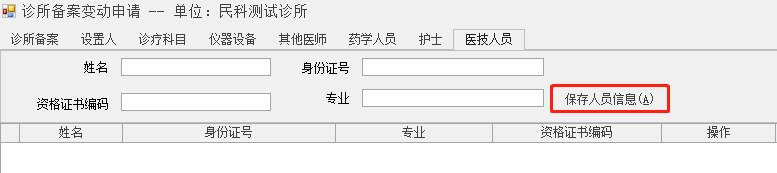 诊所备案变动申请 -- 单位：民科测试诊所
诊所备案 设置人 诊疗科目 仪器设备 其他医师 药学人员 护士 医技人员
姓名 身份证号
资格证书编码 专业 保存人员信息(A)
姓名 身份证号 专业 资格证书编码 操作